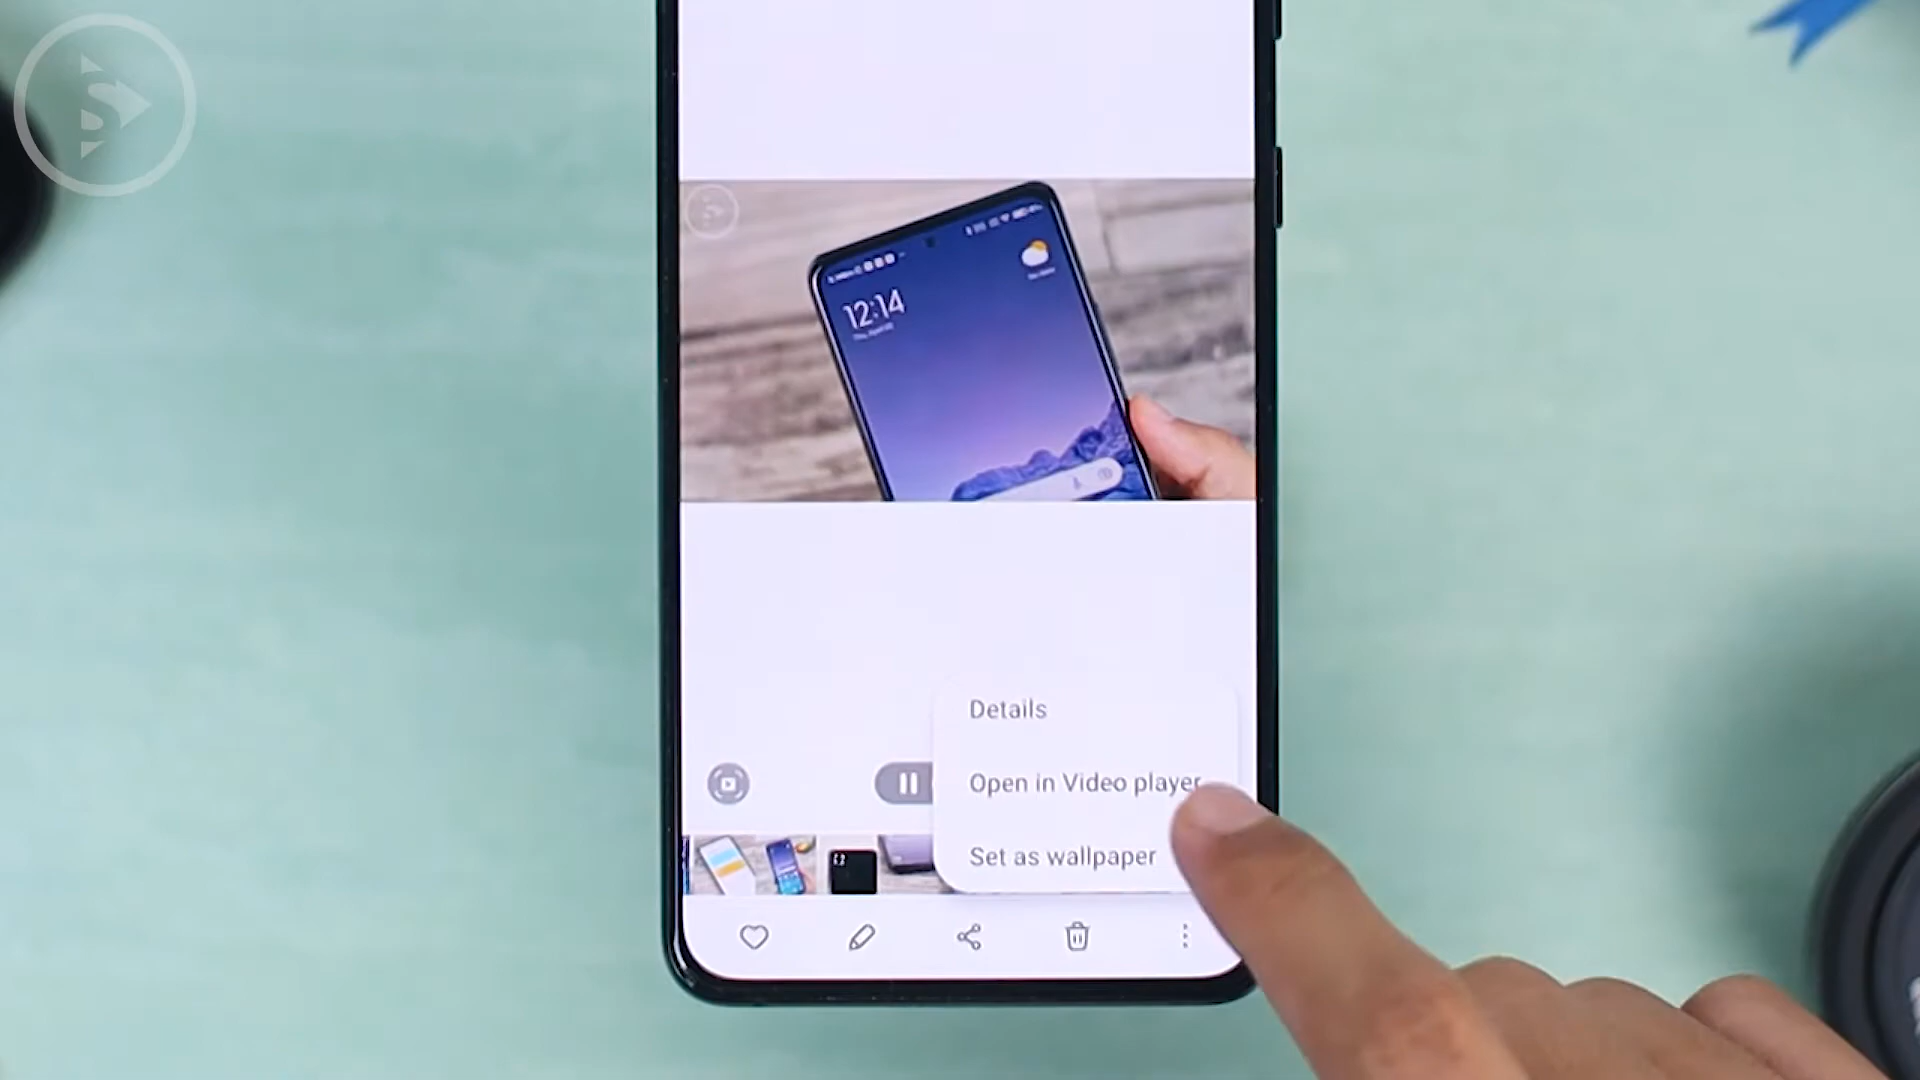 S
12:14
Details
Open in Video player
Set as wallpaper